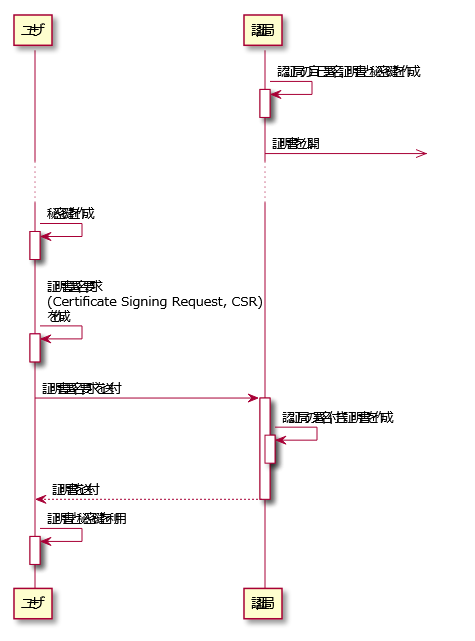 ユーザ
認証局
認証局の自己署名証明書と秘密鍵を作成
証明書を公開
秘密鍵を作成
証明書署名要求
(Certificate Signing Request, CSR)
を作成
証明書署名要求を送付
認証局の署名付き証明書を作成
証明書を送付
証明書と秘密鍵を利用
ユーザ
認証局